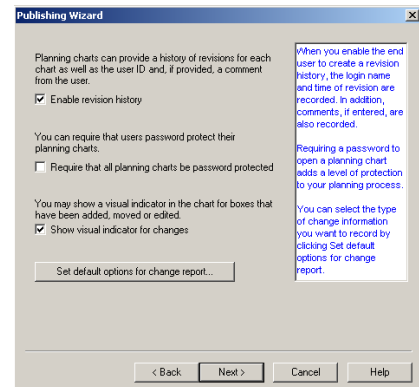 Publishing Wizard
Planning charts can provide a history of revisions for each
chart as well as the user ID and, if provided, a comment
from the user.
Enable revision history
You can require that users password protect their
planning charts.
Require that all planning charts be password protected
You may show a visual indicator in the chart for boxes that
have been added, moved or edited.
Show visual indicator for changes
Set default options for change report...
When you enable the end
user to create a revision
history, the login name
and time of revision are
recorded. In addition,
comments, if entered, are
also recorded.
Requiring a password to
open a planning chart
adds a level of protection
to your planning process.
You can select the type
of change information
you want to record by
clicking Set default
options for change
report.
< Back
Next >
Cancel
Help